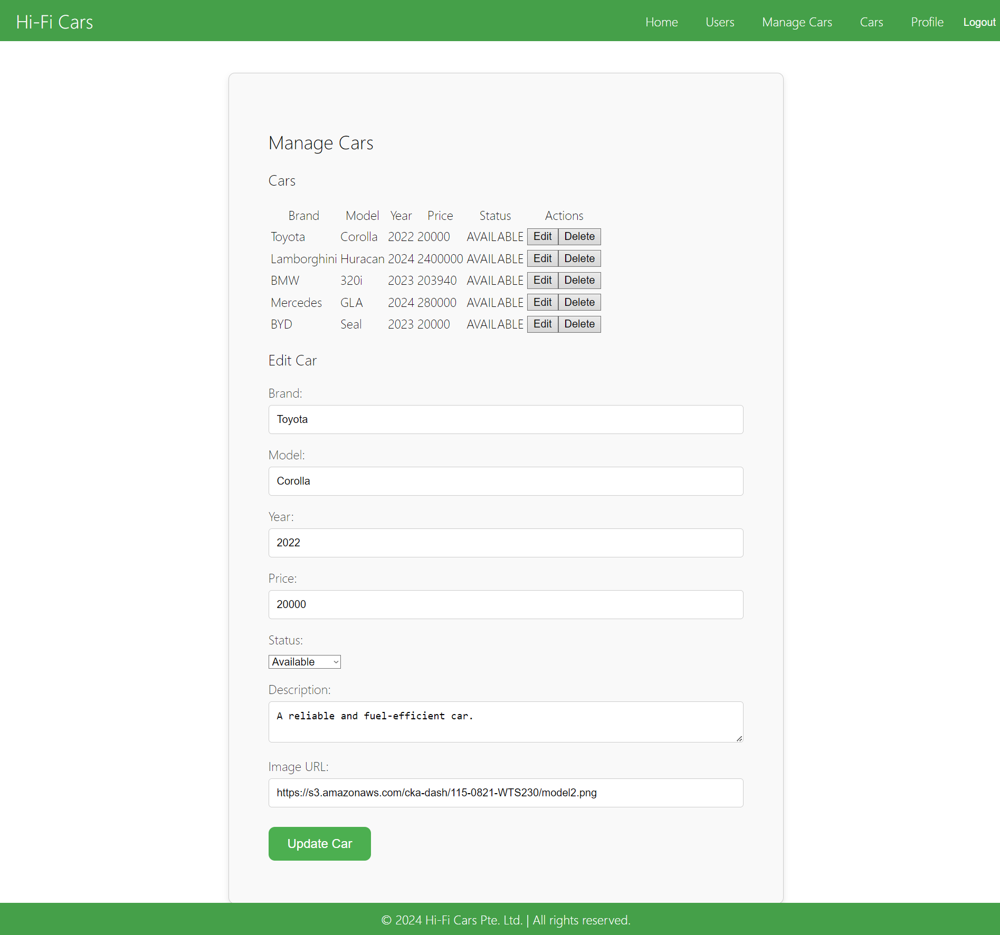 Hi-Fi Cars Home Users Manage Cars Cars Profile Logout
Manage Cars
Cars
Brand Model Year Price Status Actions
Toyota Corolla 2022 20000 AVAILABLE Edit Delete
Lamborghini Huracan 2024 2400000 AVAILABLE Edit Delete
BMW 320i 2023 203940 AVAILABLE Edit Delete
Mercedes GLA 2024 280000 AVAILABLE Edit Delete
BYD Seal 2023 20000 AVAILABLE Edit Delete
Edit Car
Brand:
Toyota
Model:
Corolla
Year:
2022
Price:
20000
Status:
Available
Description:
A reliable and fuel-efficient car.
Image URL:
https://s3.amazonaws.com/cka-dash/115-0821-WTS230/model2.png
Update Car
© 2024 Hi-Fi Cars Pte. Ltd. | All rights reserved.